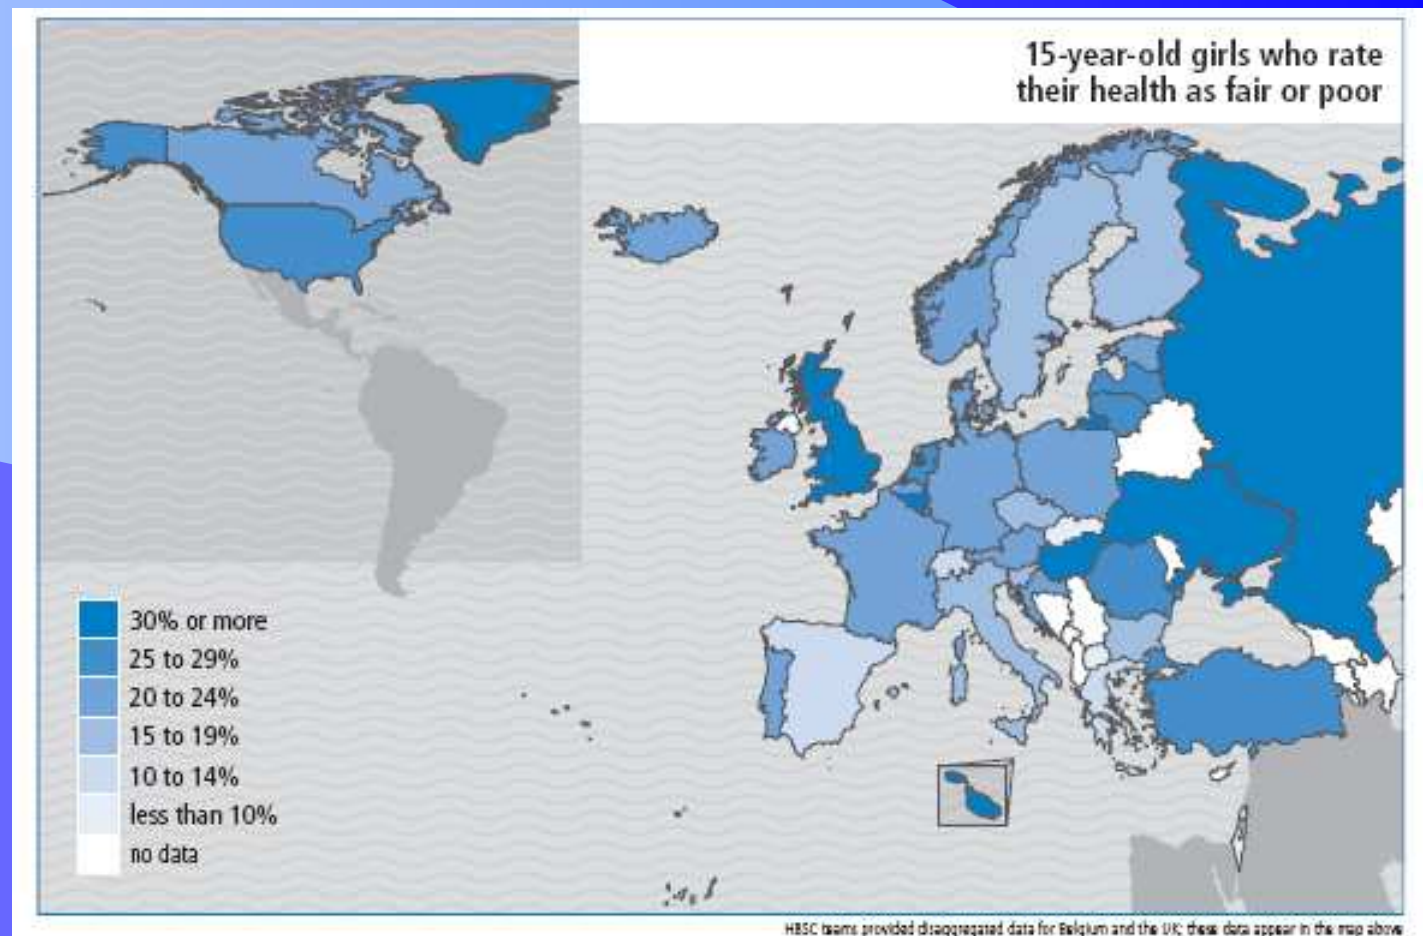 15-year-old girls who rate
their health as fair or poor
30% or more
25 to 29%
20 to 24%
15 to 19%
10 to 14%
less than 10%
no data
HBSC teams provided disaggregated data for Belgium and the UK; these data appear in the map above